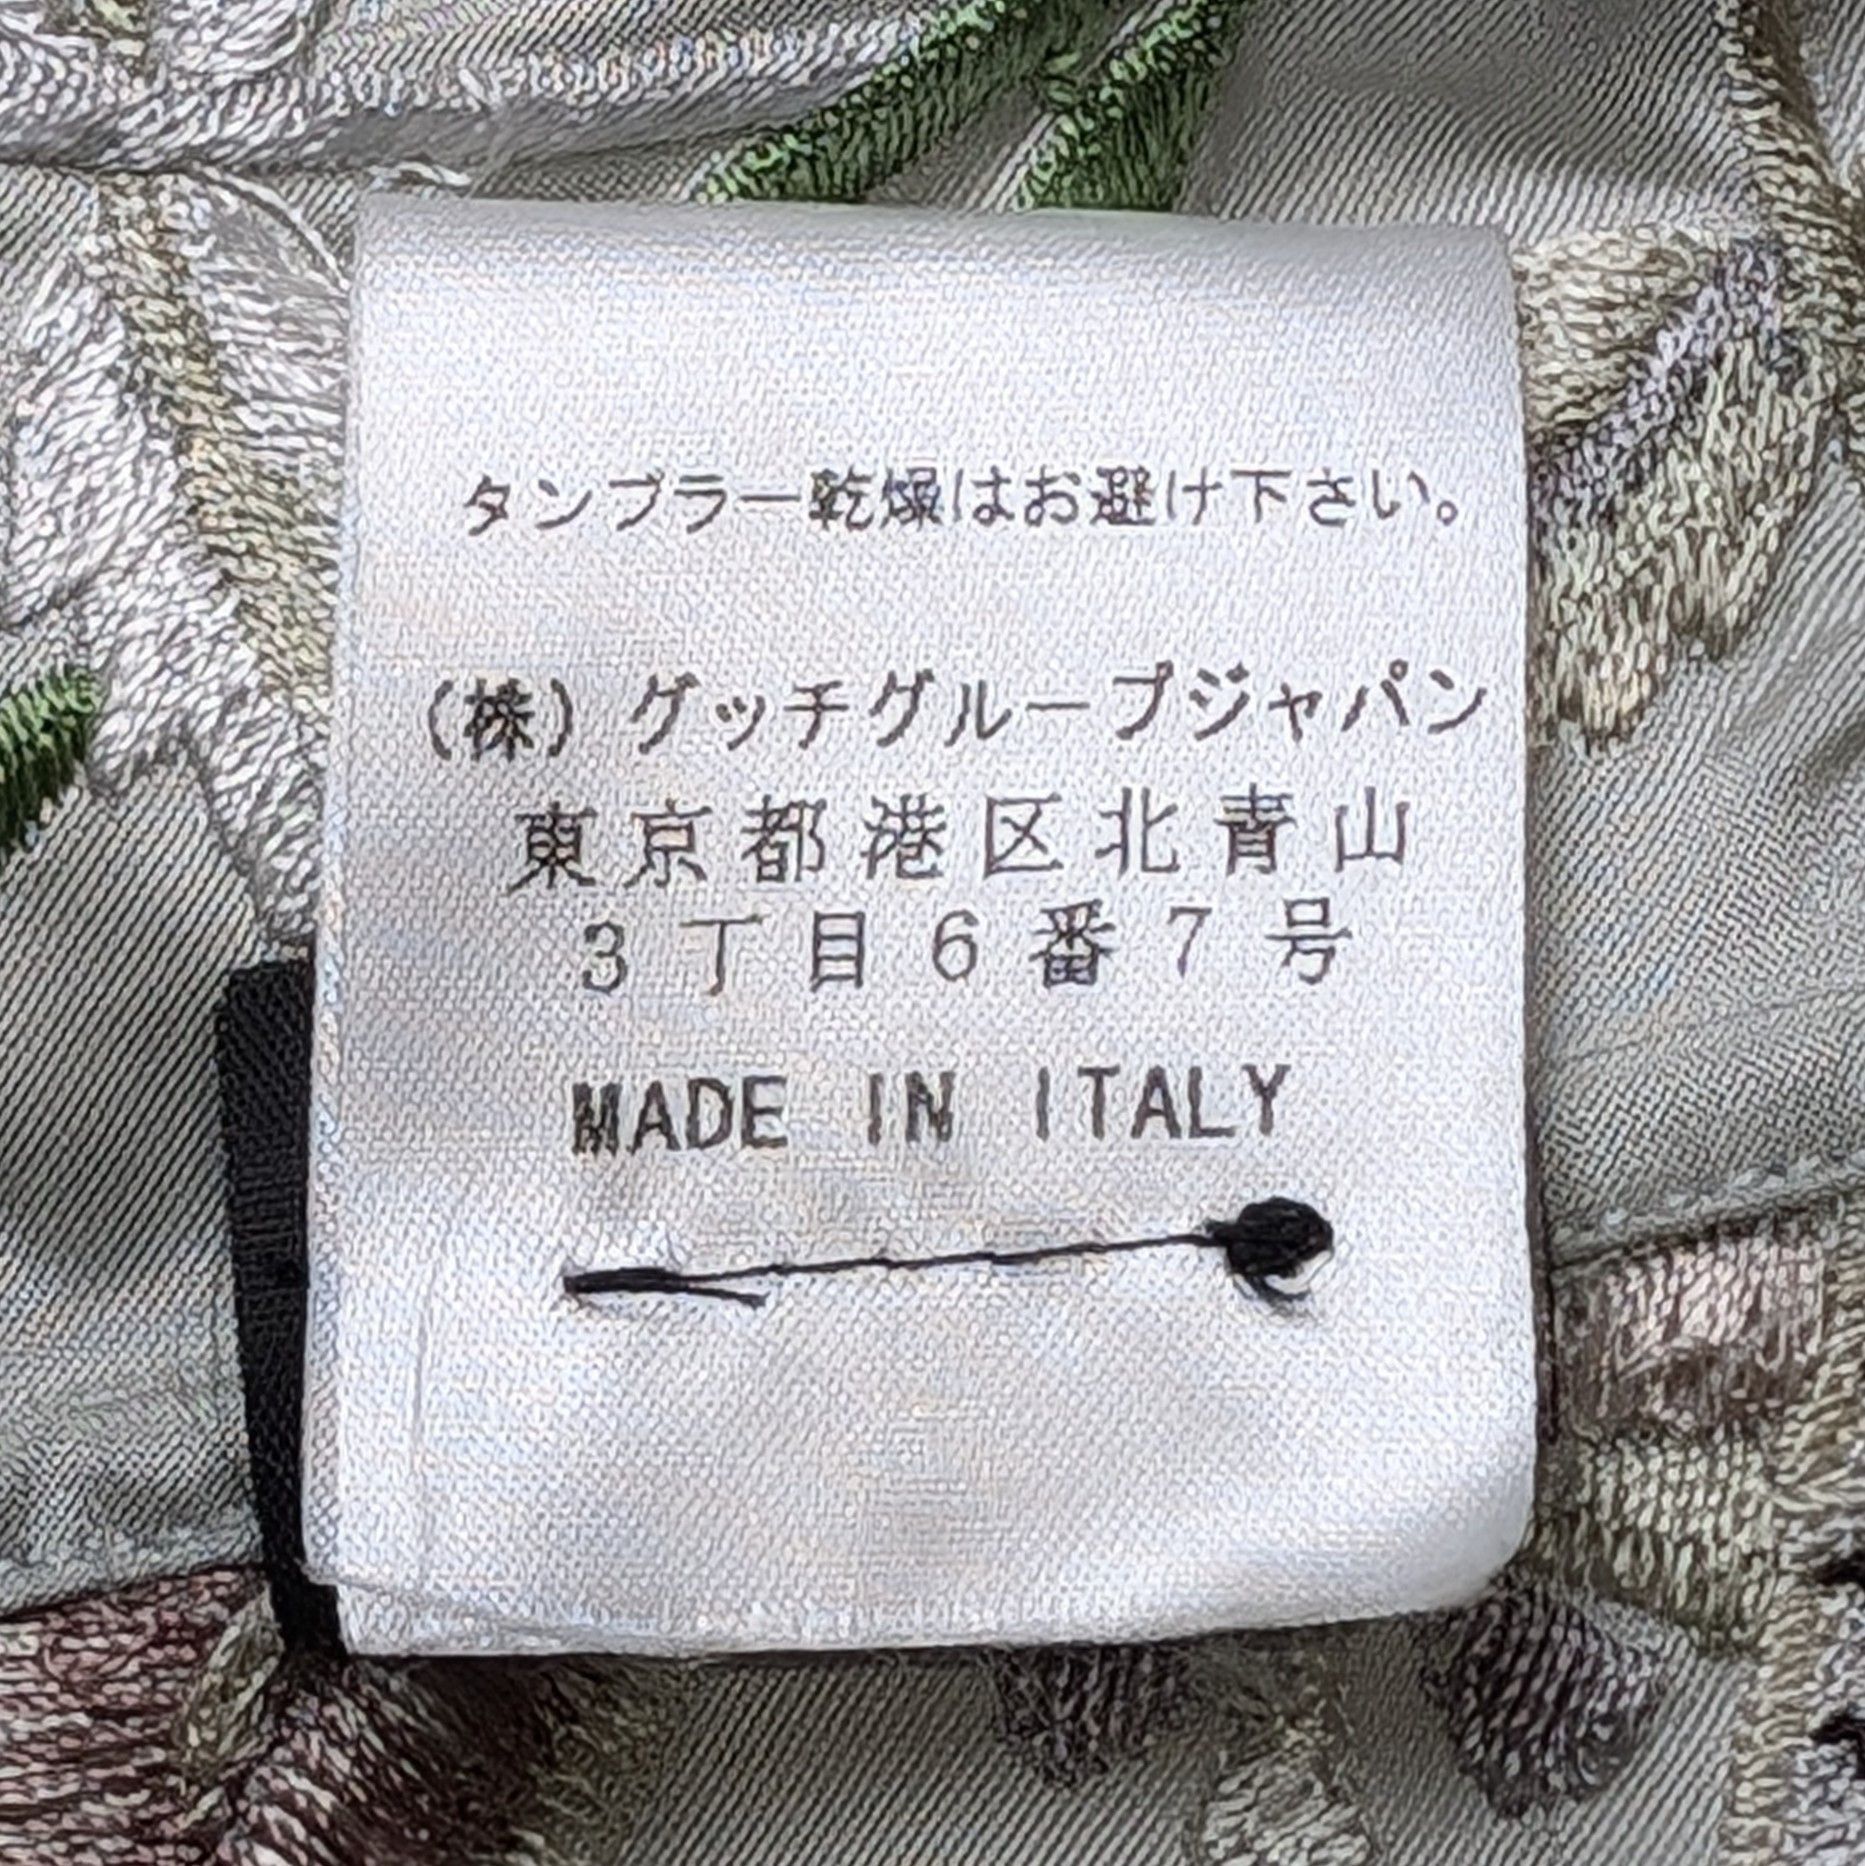 タンブラー乾燥はお避け下さい。
(株) グッチグループジャパン
東京都港区北青山
3丁目6番7号
MADE IN ITALY